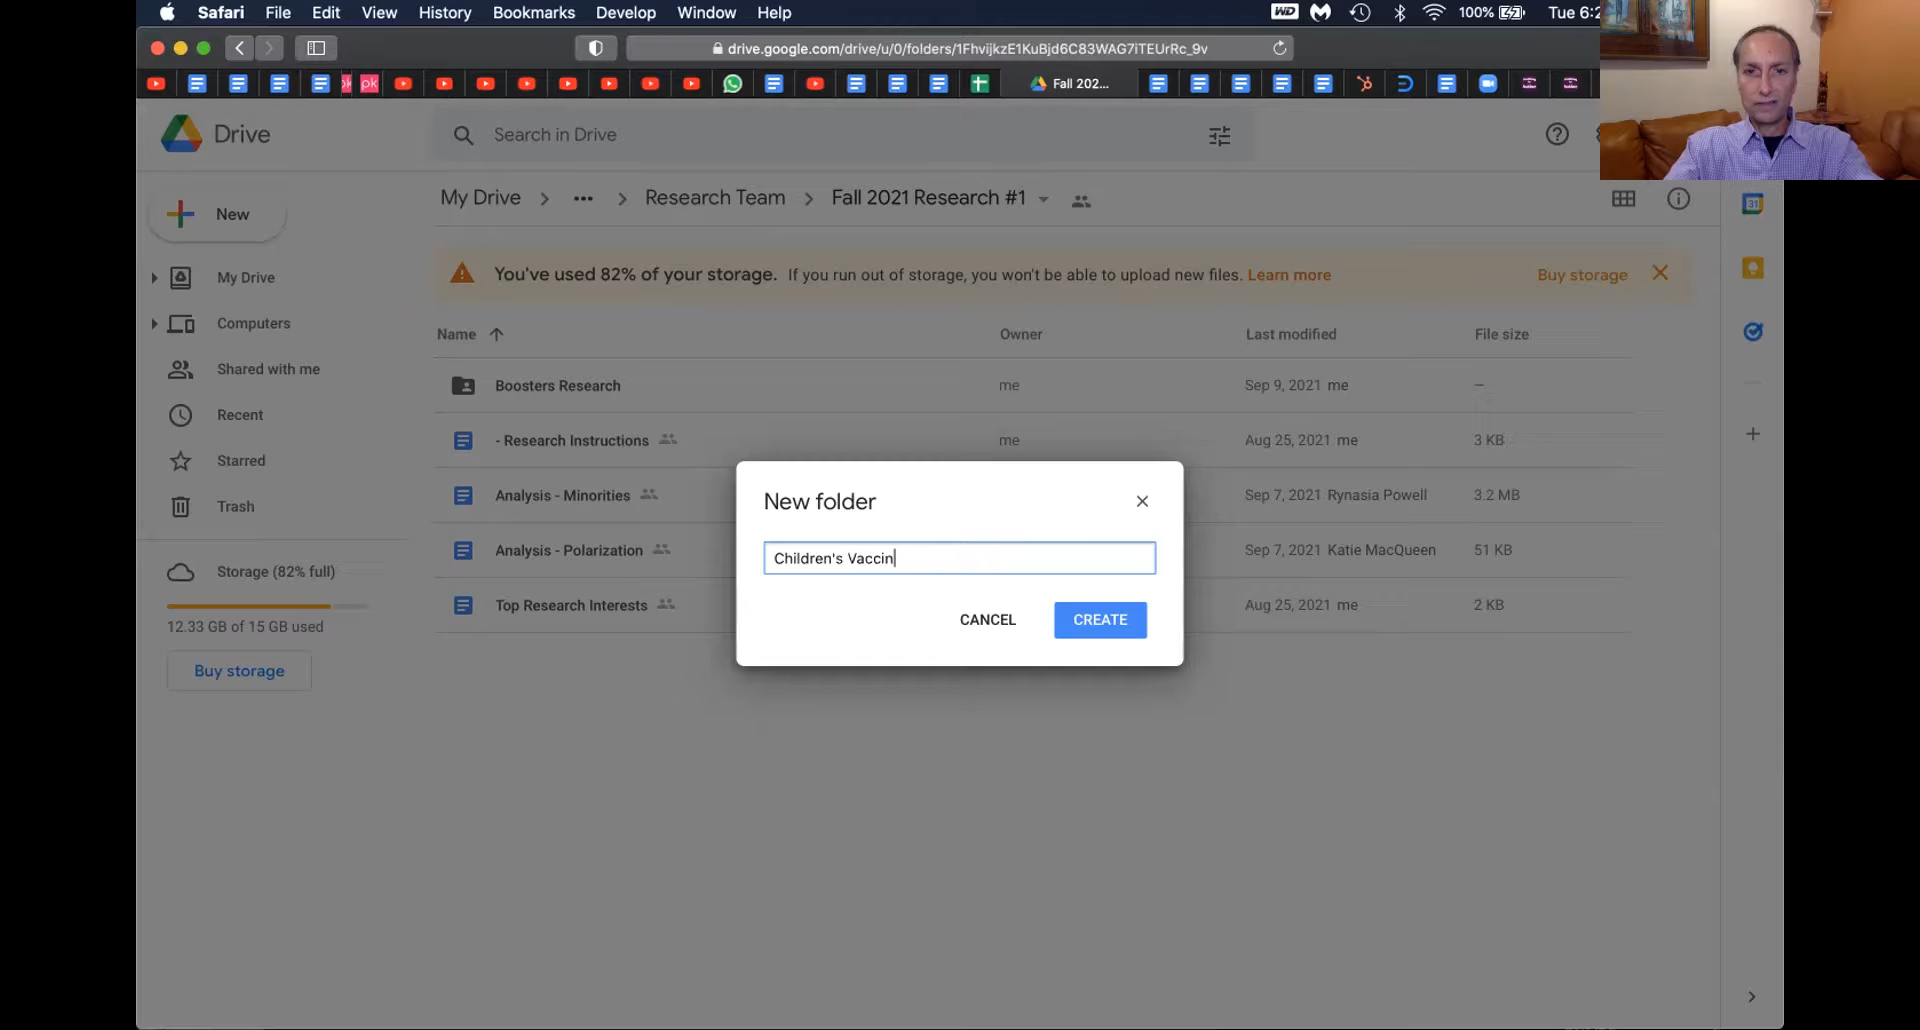 Safari File Edit View History Bookmarks Develop Window Help WD 100% Tue 6:2
drive.google.com/drive/u/0/folders/1FhvijkzE1KuBjd6C83WAG7iTEUrRc_9v
pk Fall 202...
Drive Search in Drive
New
My Drive > ... > Research Team > Fall 2021 Research #1
You've used 82% of your storage. If you run out of storage, you won't be able to upload new files. Learn more Buy storage
My Drive
Computers
Shared with me
Recent
Starred
Trash
Storage (82% full)
12.33 GB of 15 GB used
Buy storage
Name Owner Last modified File size
Boosters Research me Sep 9, 2021 me –
- Research Instructions me Aug 25, 2021 me 3 KB
Analysis - Minorities Sep 7, 2021 Rynasia Powell 3.2 MB
Analysis - Polarization Sep 7, 2021 Katie MacQueen 51 KB
Top Research Interests Aug 25, 2021 me 2 KB
New folder
Children's Vaccin
CANCEL CREATE
31